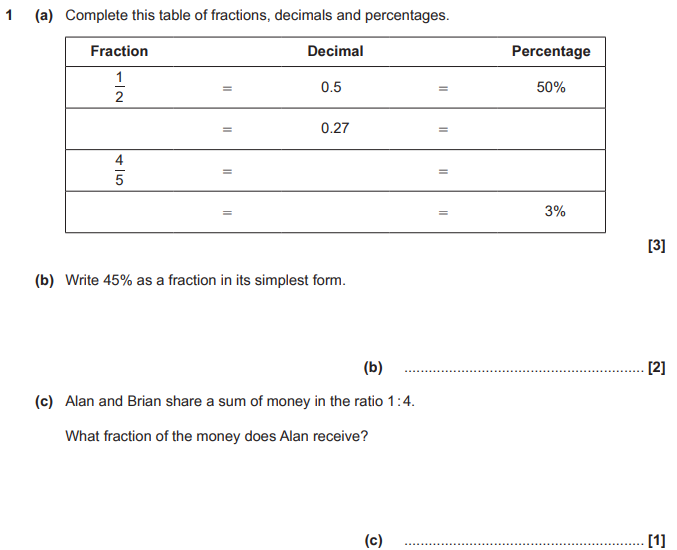 1 (a) Complete this table of fractions, decimals and percentages.
Fraction Decimal Percentage
1/2 = 0.5 = 50%
= 0.27 =
4/5 = =
= = 3%
[3]
(b) Write 45% as a fraction in its simplest form.
(b) ............................................................ [2]
(c) Alan and Brian share a sum of money in the ratio 1 : 4.
What fraction of the money does Alan receive?
(c) ............................................................ [1]